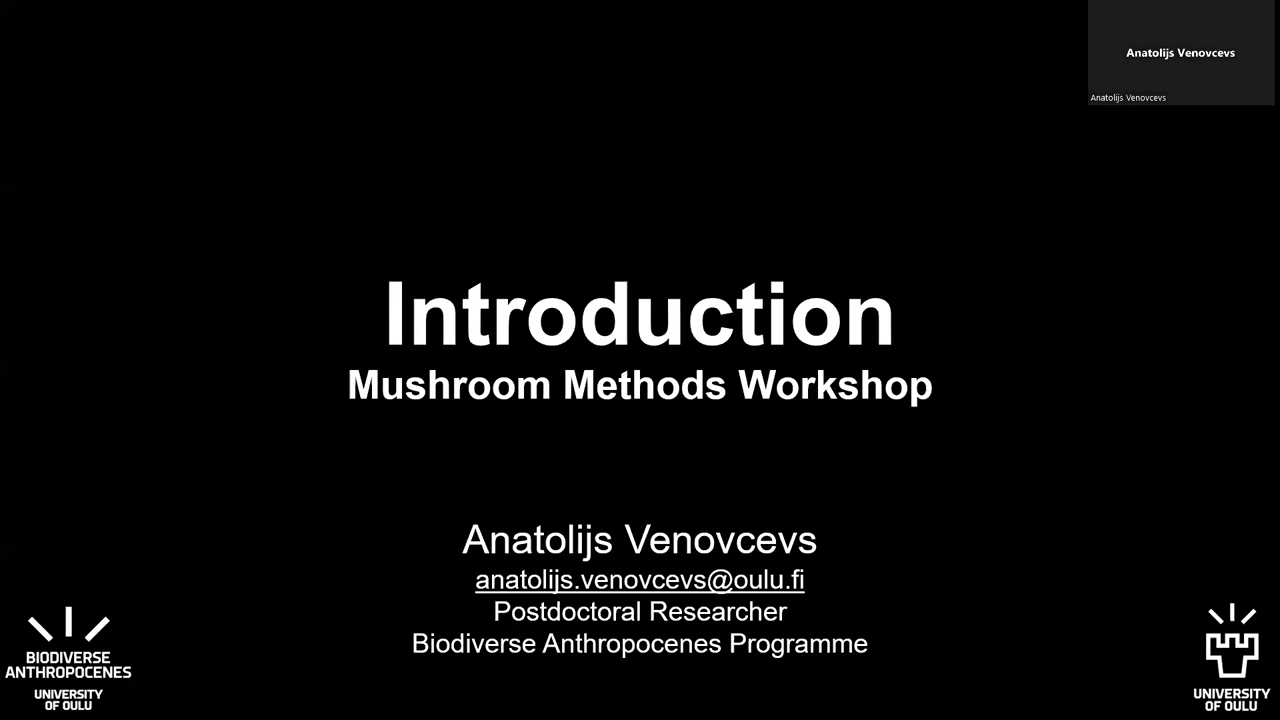 Anatolijs Venovcevs
Anatolijs Venovcevs
Introduction
Mushroom Methods Workshop
Anatolijs Venovcevs
anatolijs.venovcevs@oulu.fi
Postdoctoral Researcher
Biodiverse Anthropocenes Programme
BIODIVERSE
ANTHROPOCENES
UNIVERSITY
OF OULU
UNIVERSITY
OF OULU